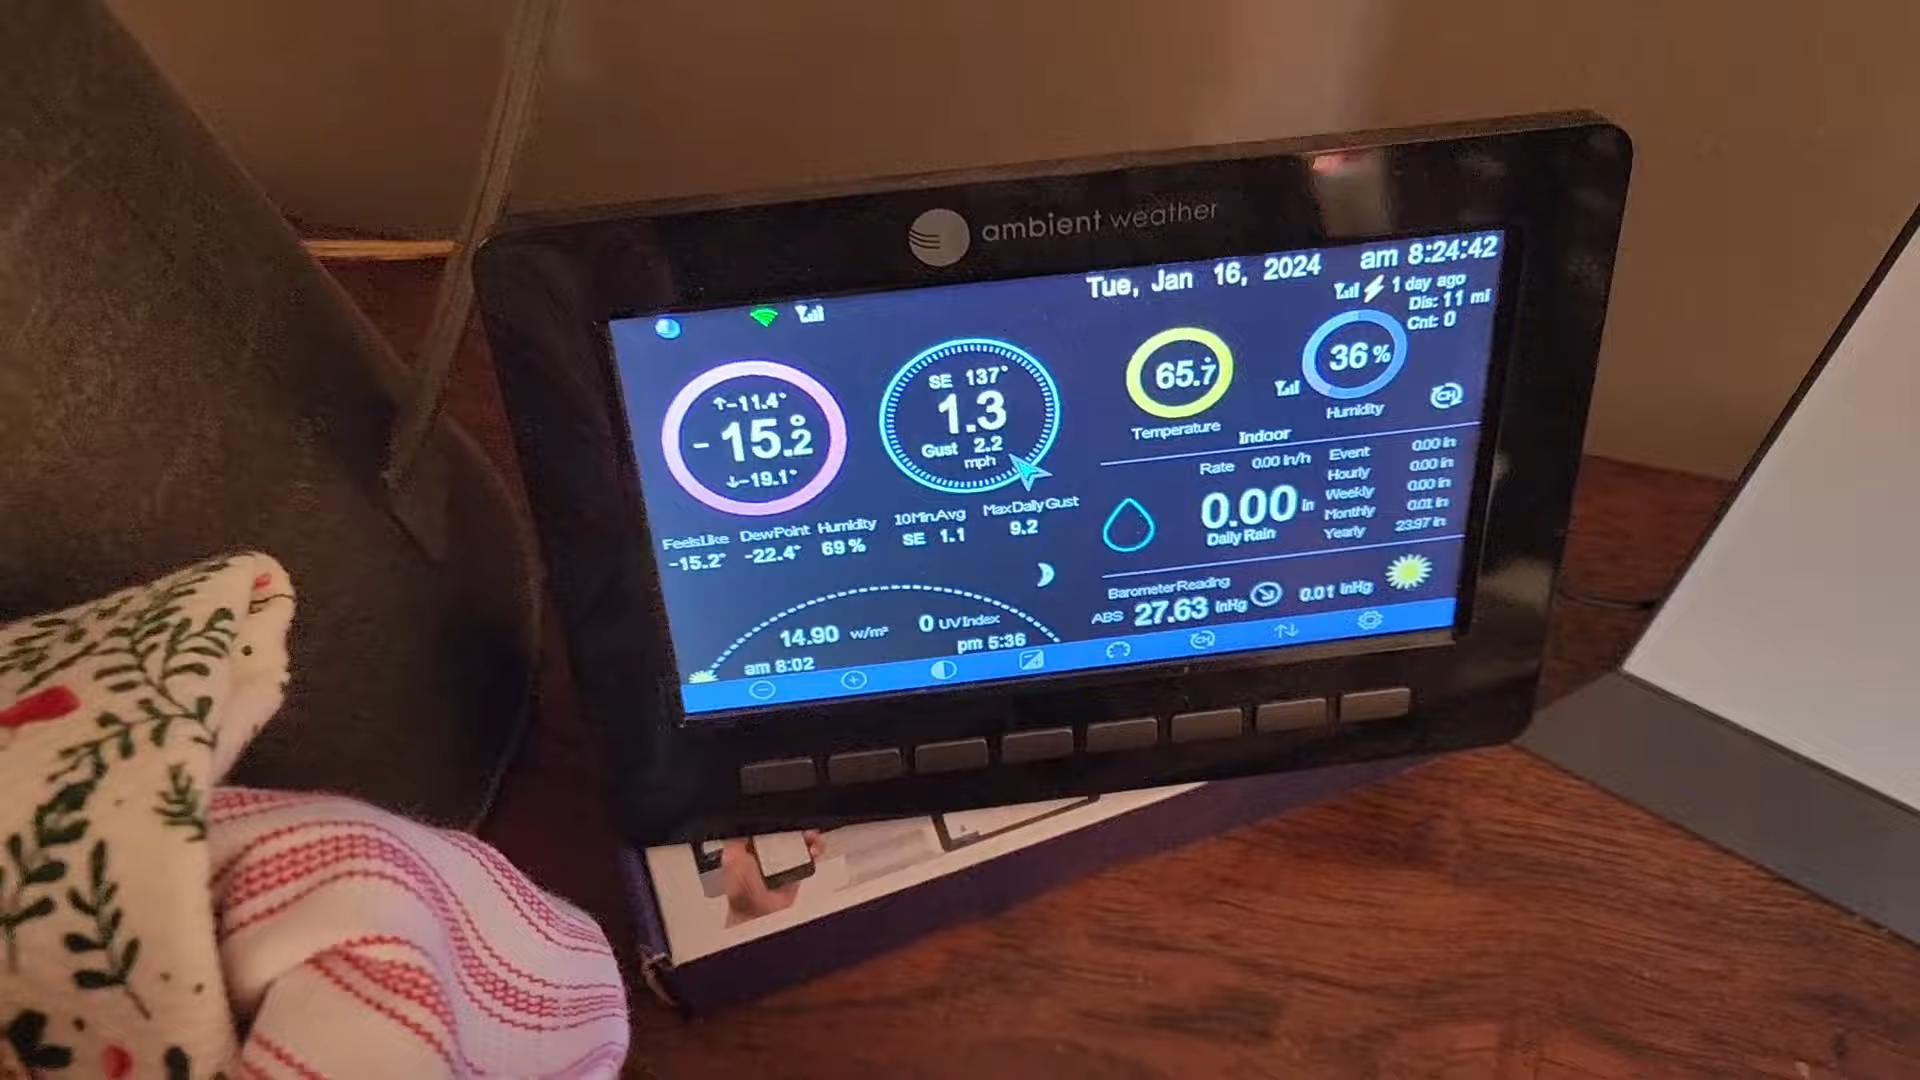 ambient weather
Tue, Jan 16, 2024 am 8:24:42
1 day ago
Dis: 11 mi
Cnt: 0
↑-11.4°
-15.2°
↓-19.1°
FeelsLike DewPoint Humidity
-15.2° -22.4° 69%
SE 137°
1.3
Gust 2.2
mph
10MinAvg MaxDailyGust
SE 1.1 9.2
65.7°
Temperature
36%
Humidity
CH
Indoor
Rate 0.00 in/h
0.00 in
Daily Rain
Event 0.00 in
Hourly 0.00 in
Weekly 0.00 in
Monthly 0.01 in
Yearly 23.97 in
14.90 w/m² 0 UVIndex
am 8:02 pm 5:36
Barometer Reading
ABS 27.63 inHg 0.01 inHg
CH